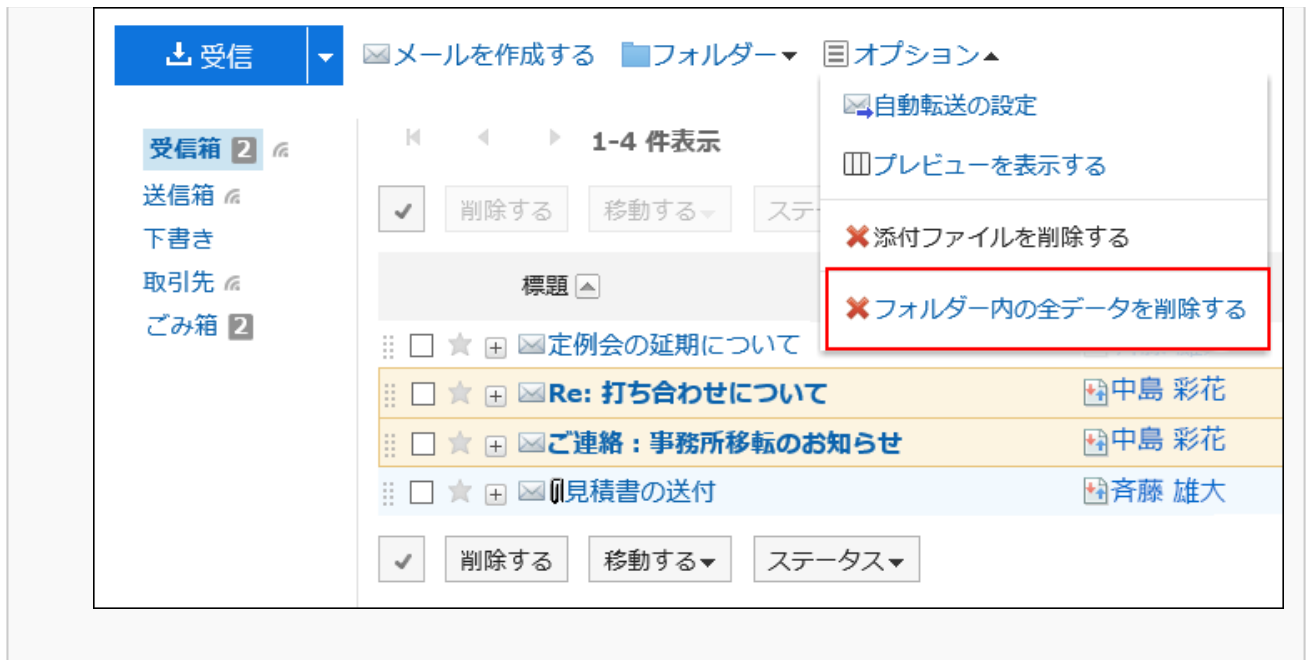 受信 メールを作成する フォルダー オプション
自動転送の設定
受信箱 2 1-4 件表示
プレビューを表示する
送信箱
削除する 移動する ステ
添付ファイルを削除する
下書き
取引先
標題
フォルダー内の全データを削除する
ごみ箱 2
定例会の延期について
Re: 打ち合わせについて 中島 彩花
ご連絡：事務所移転のお知らせ 中島 彩花
見積書の送付 斉藤 雄大
削除する 移動する ステータス